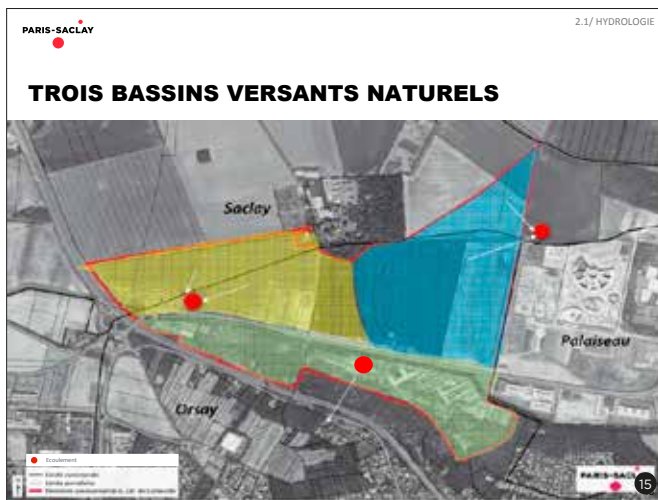 PARIS-SACLAY
2.1/ HYDROLOGIE
TROIS BASSINS VERSANTS NATURELS
Saclay
Palaiseau
Orsay
Ecoulement
PARIS-SACLAY
15